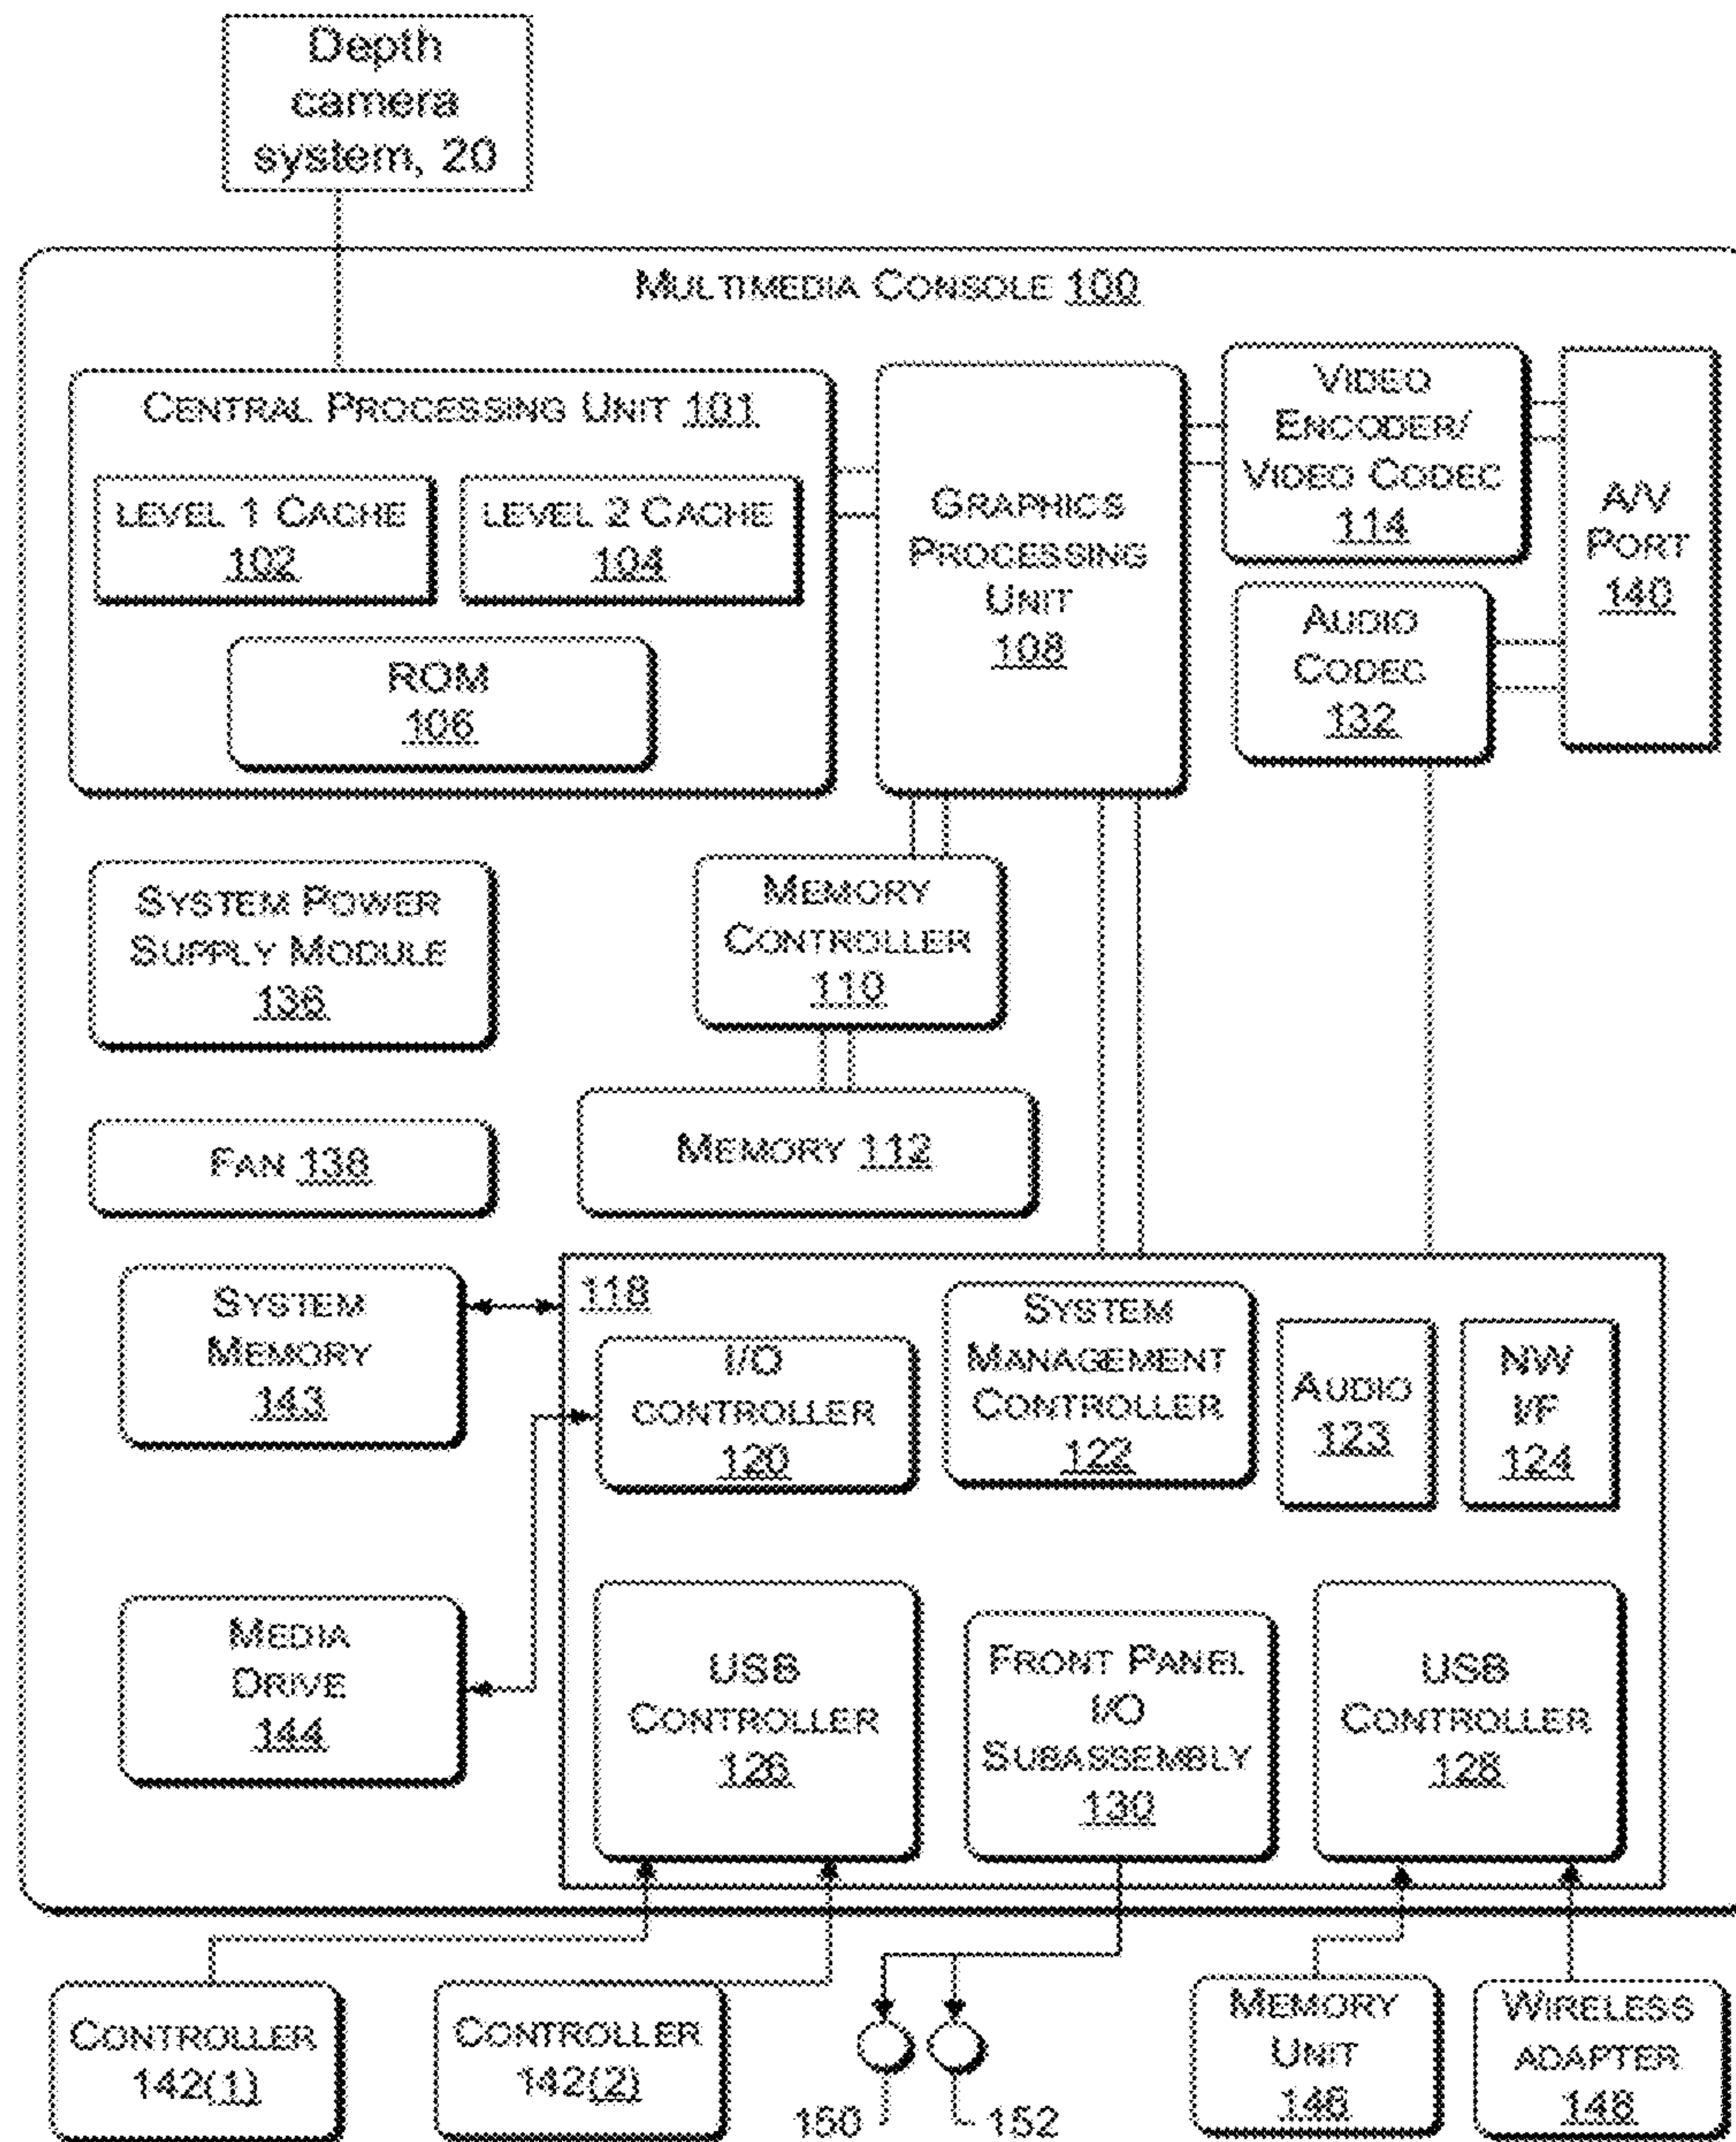 Depth
camera
system, 20
MULTIMEDIA CONSOLE 100
CENTRAL PROCESSING UNIT 101
LEVEL 1 CACHE
102
LEVEL 2 CACHE
104
ROM
106
GRAPHICS
PROCESSING
UNIT
108
VIDEO
ENCODER/
VIDEO CODEC
114
AUDIO
CODEC
132
A/V
PORT
140
SYSTEM POWER
SUPPLY MODULE
136
MEMORY
CONTROLLER
110
FAN 138
MEMORY 112
SYSTEM
MEMORY
143
118
I/O
CONTROLLER
120
SYSTEM
MANAGEMENT
CONTROLLER
122
AUDIO
123
NW
I/F
124
MEDIA
DRIVE
144
USB
CONTROLLER
126
FRONT PANEL
I/O
SUBASSEMBLY
130
USB
CONTROLLER
128
CONTROLLER
142(1)
CONTROLLER
142(2)
150
152
MEMORY
UNIT
146
WIRELESS
ADAPTER
148